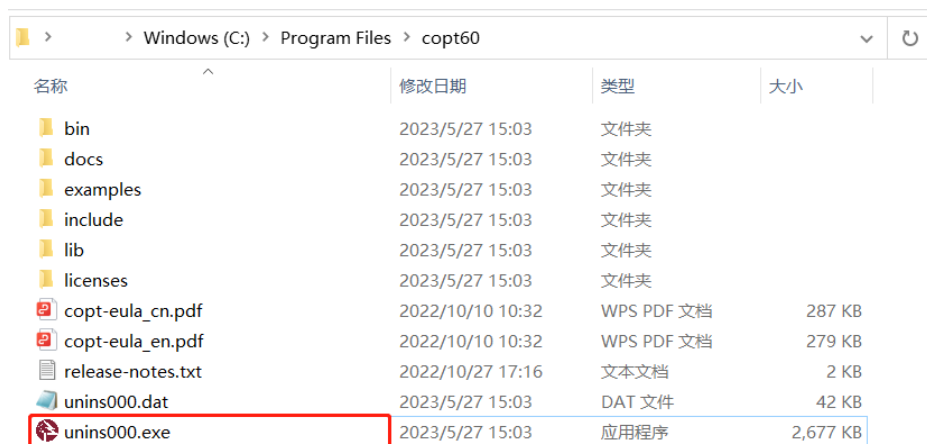 Windows (C:) > Program Files > copt60
名称 修改日期 类型 大小
bin 2023/5/27 15:03 文件夹
docs 2023/5/27 15:03 文件夹
examples 2023/5/27 15:03 文件夹
include 2023/5/27 15:03 文件夹
lib 2023/5/27 15:03 文件夹
licenses 2023/5/27 15:03 文件夹
copt-eula_cn.pdf 2022/10/10 10:32 WPS PDF 文档 287 KB
copt-eula_en.pdf 2022/10/10 10:32 WPS PDF 文档 279 KB
release-notes.txt 2022/10/27 17:16 文本文档 2 KB
unins000.dat 2023/5/27 15:03 DAT 文件 42 KB
unins000.exe 2023/5/27 15:03 应用程序 2,677 KB